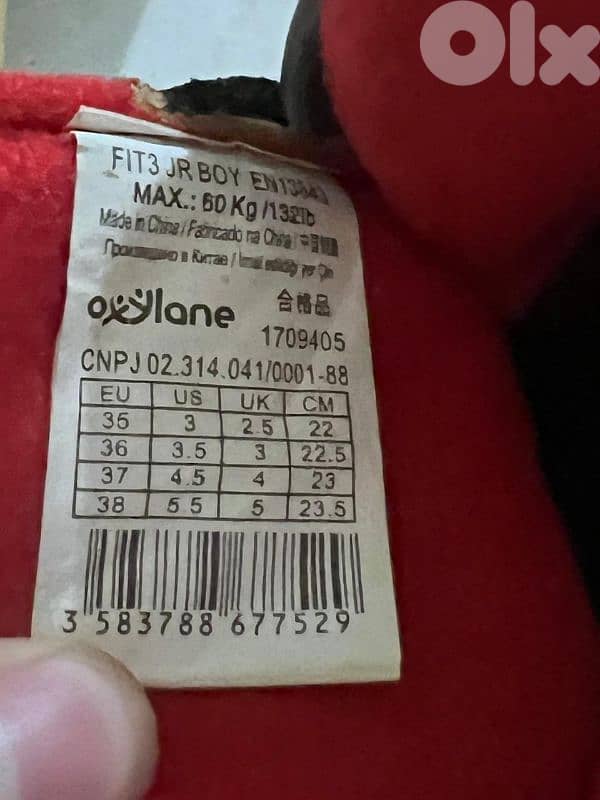 Olx
FIT3 JR BOY
MAX.: 60 Kg/132lb
Made in China / Fabricado na China / 中国
Произведено в Китае /
oxylane 合格品
1709405
CNPJ 02.314.041/0001-88
EU US UK CM
35 3 2.5 22
36 3.5 3 22.5
37 4.5 4 23
38 5.5 5 23.5
3 583788 677529